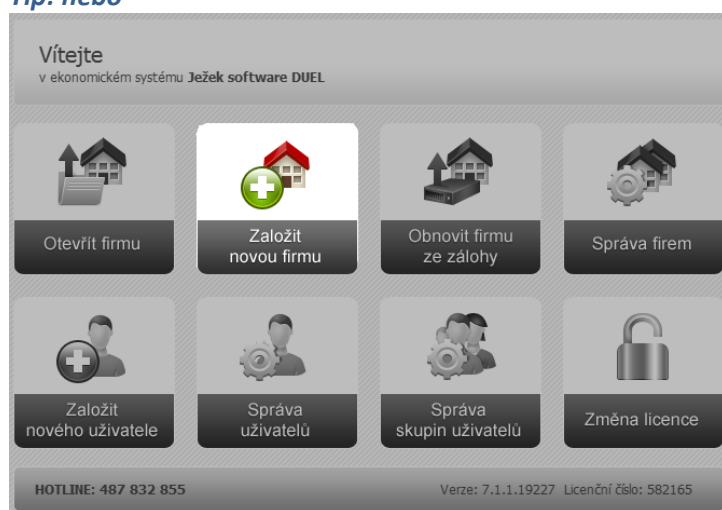 Tip: nebo
Vítejte
v ekonomickém systému Ježek software DUEL
Otevřít firmu
Založit
novou firmu
Obnovit firmu
ze zálohy
Správa firem
Založit
nového uživatele
Správa
uživatelů
Správa
skupin uživatelů
Změna licence
HOTLINE: 487 832 855
Verze: 7.1.1.19227 Licenční číslo: 582165